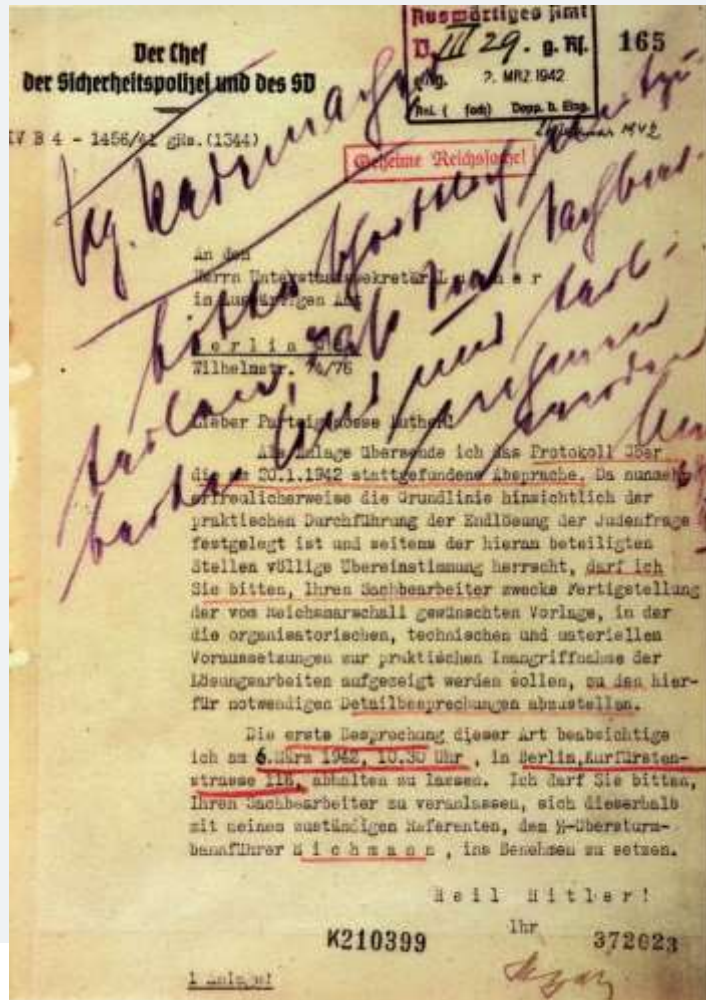 Der Chef
der Sicherheitspolizei und des SD
Auswärtiges Amt
D. III 29. g. Rs.
165
2. MRZ 1942
IV B 4 - 1456/41 gRs. (1344)
Februar 1942
Geheime Reichssache!
Pg. Rademacher
An den
Herrn Unterstaatssekretär L u t h e r
im Auswärtigen Amt
B e r l i n
Wilhelmstr. 74/76
Lieber Parteigenosse Luther!
Als Anlage übersende ich das Protokoll über
die am 20.1.1942 stattgefundene Absprache. Da nunmehr
erfreulicherweise die Grundlinie hinsichtlich der
praktischen Durchführung der Endlösung der Judenfrage
festgelegt ist und seitens der hieran beteiligten
Stellen völlige Übereinstimmung herrscht, darf ich
Sie bitten, Ihren Sachbearbeiter zwecks Fertigstellung
der vom Reichsmarschall gewünschten Vorlage, in der
die organisatorischen, technischen und materiellen
Voraussetzungen zur praktischen Inangriffnahme der
Lösungsarbeiten aufgezeigt werden sollen, zu den hier-
für notwendigen Detailbesprechungen abzustellen.
Die erste Besprechung dieser Art beabsichtige
ich am 6. März 1942, 10.30 Uhr , in Berlin,Kurfürsten-
strasse 116, abhalten zu lassen. Ich darf Sie bitten,
Ihren Sachbearbeiter zu veranlassen, sich dieserhalb
mit meinem zuständigen Referenten, dem ᛋᛋ-Obersturm-
bannführer E i c h m a n n , ins Benehmen zu setzen.
H e i l  H i t l e r !
Ihr
K210399
372023
1 Anlage!